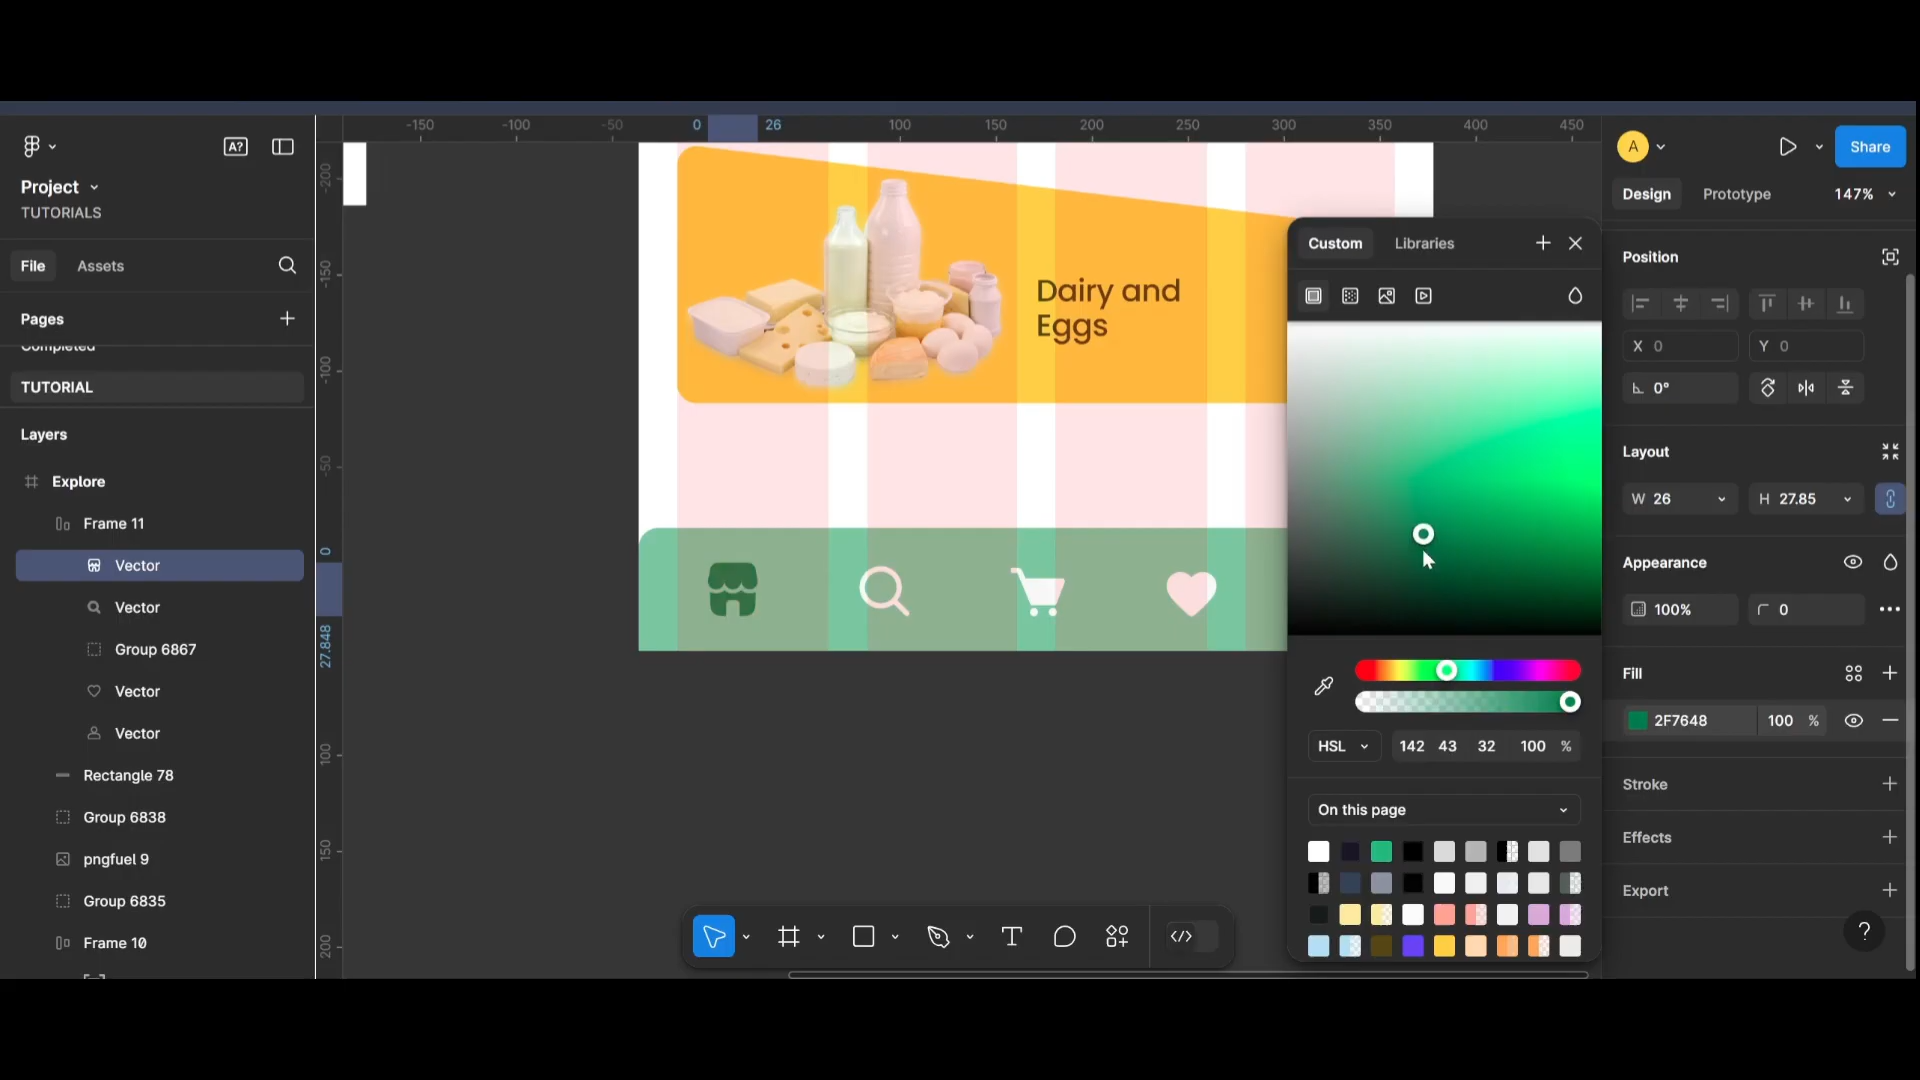 -150
-100
-50
0
26
100
150
200
250
300
350
400
450
A?
Project
TUTORIALS
File
Assets
Pages
Completed
TUTORIAL
Layers
Explore
Frame 11
Vector
Vector
Group 6867
Vector
Vector
Rectangle 78
Group 6838
pngfuel 9
Group 6835
Frame 10
-200
-150
-100
-50
0
27.848
100
150
200
Dairy and
Eggs
Custom
Libraries
HSL
142 43 32 100 %
On this page
A
Share
Design
Prototype
147%
Position
X 0
Y 0
0°
Layout
W 26
H 27.85
Appearance
100%
0
Fill
2F7648
100 %
Stroke
Effects
Export
?